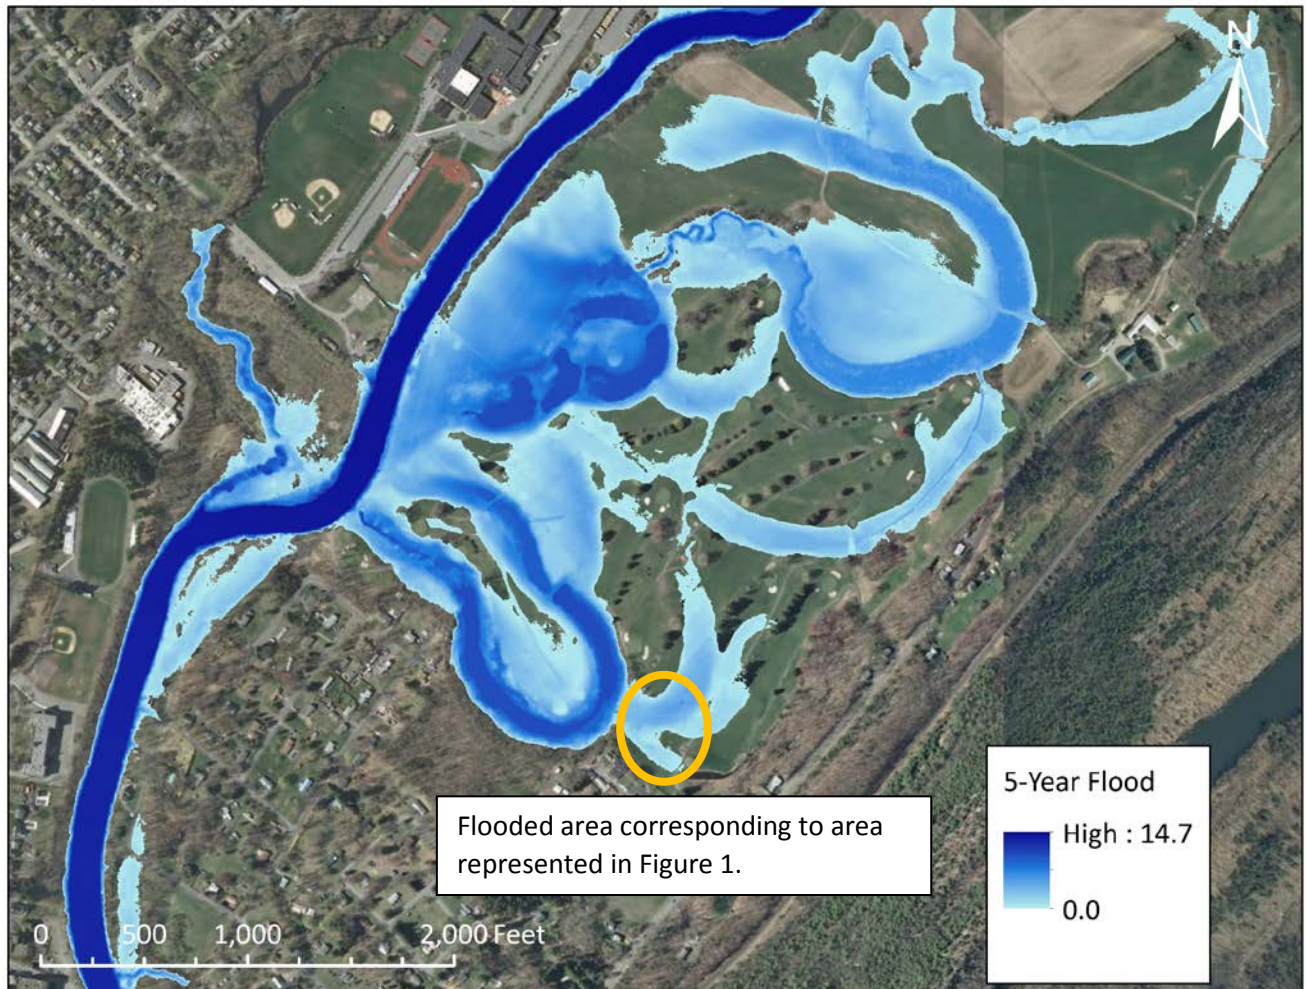 N
Flooded area corresponding to area
represented in Figure 1.
5-Year Flood
High : 14.7
0.0
0 500 1,000 2,000 Feet